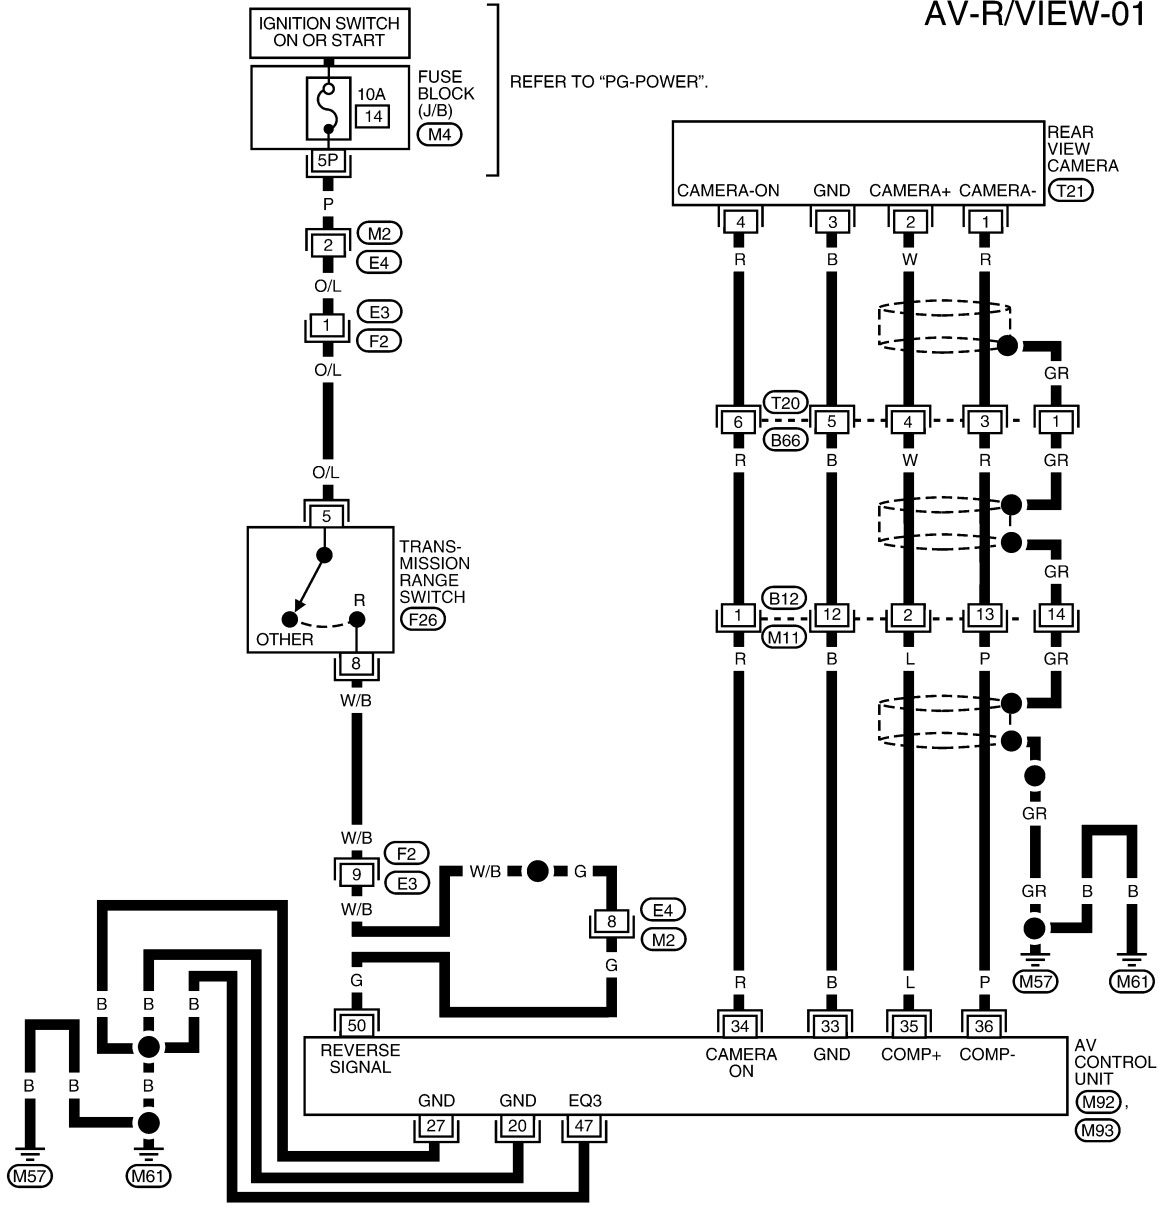 AV-R/VIEW-01
IGNITION SWITCH
ON OR START
FUSE
BLOCK
(J/B)
M4
10A
14
REFER TO “PG-POWER”.
5P
P
2
M2
E4
O/L
1
E3
F2
O/L
O/L
5
TRANS-
MISSION
RANGE
SWITCH
F26
OTHER
R
8
W/B
W/B
9
F2
E3
W/B
W/B
G
8
E4
M2
G
G
50
REAR
VIEW
CAMERA
T21
CAMERA-ON GND CAMERA+ CAMERA-
4 3 2 1
R B W R
GR
6 T20 5 4 3 1
B66
R B W R GR
GR
1 B12 12 2 13 14
M11
R B L P GR
GR
GR B B
M57 M61
R B L P
34 33 35 36
REVERSE
SIGNAL
CAMERA
ON
GND COMP+ COMP-
AV
CONTROL
UNIT
M92 ,
M93
GND GND EQ3
27 20 47
B B B
B B B
M57 M61